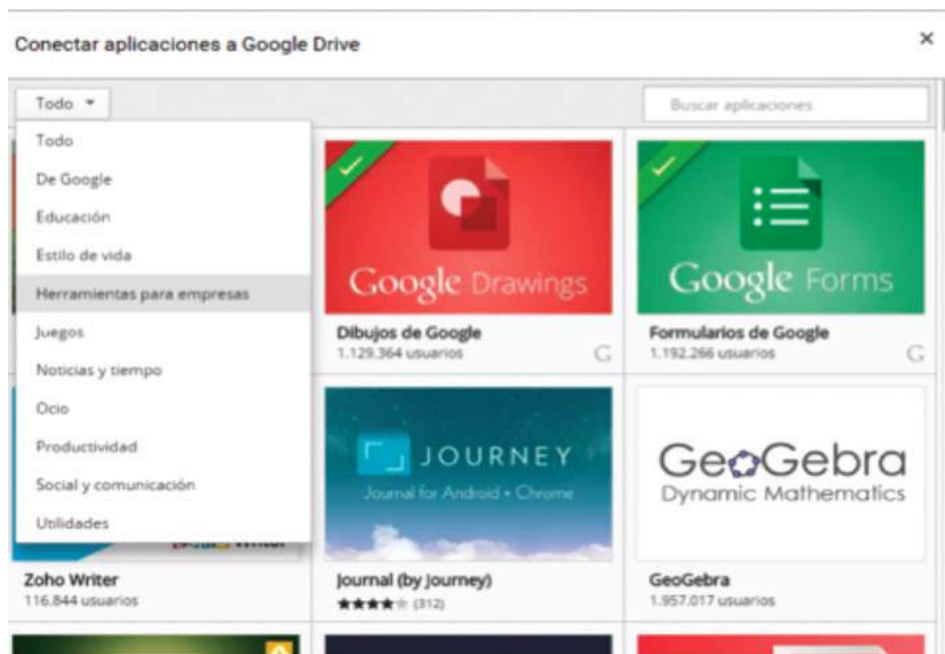 Conectar aplicaciones a Google Drive
×
Todo
Buscar aplicaciones
Todo
De Google
Educación
Estilo de vida
Herramientas para empresas
Juegos
Noticias y tiempo
Ocio
Productividad
Social y comunicación
Utilidades
Google Drawings
Dibujos de Google
1.129.364 usuarios
G
Google Forms
Formularios de Google
1.192.266 usuarios
G
Writer
Zoho Writer
116.844 usuarios
JOURNEY
Journal for Android + Chrome
Journal (by Journey)
★★★★☆ (312)
GeoGebra
Dynamic Mathematics
GeoGebra
1.957.017 usuarios